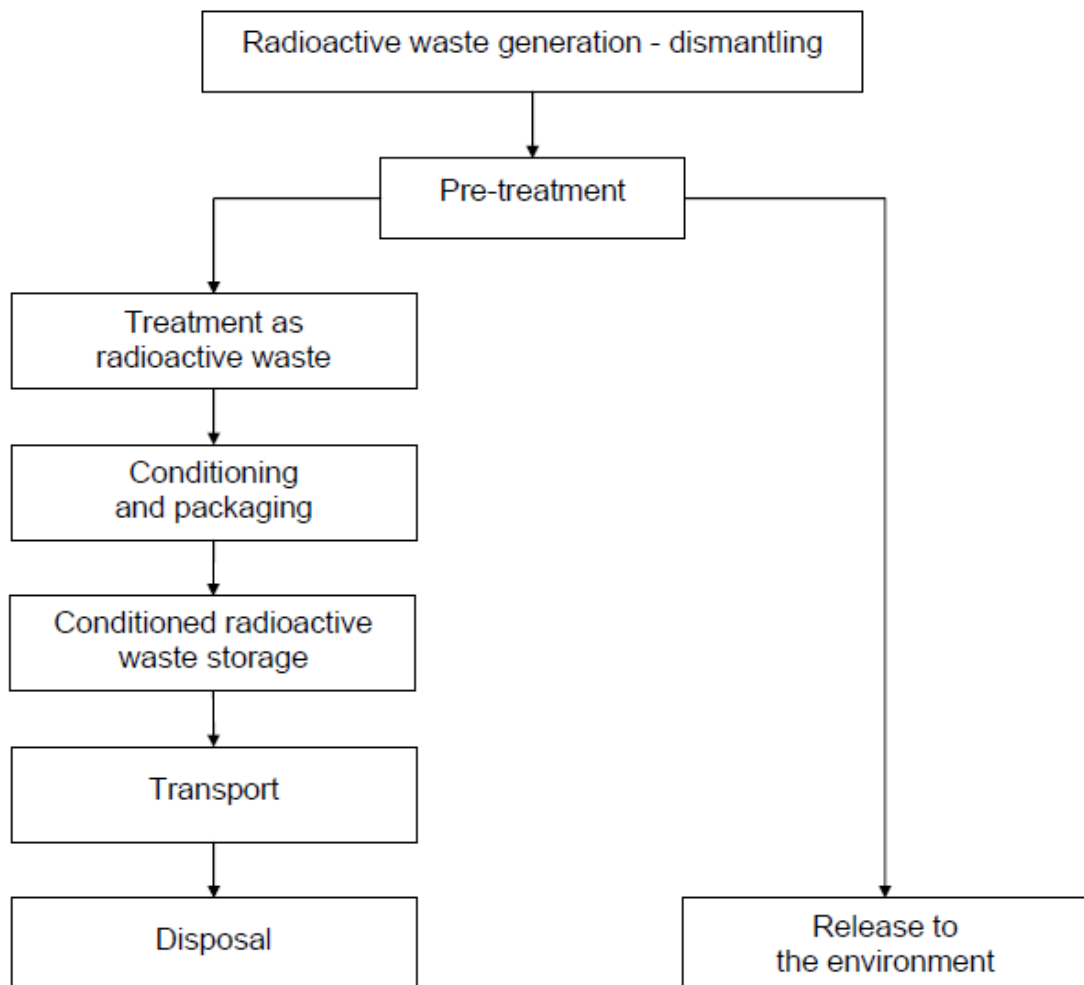 Radioactive waste generation - dismantling
Pre-treatment
Treatment as
radioactive waste
Conditioning
and packaging
Conditioned radioactive
waste storage
Transport
Disposal
Release to
the environment